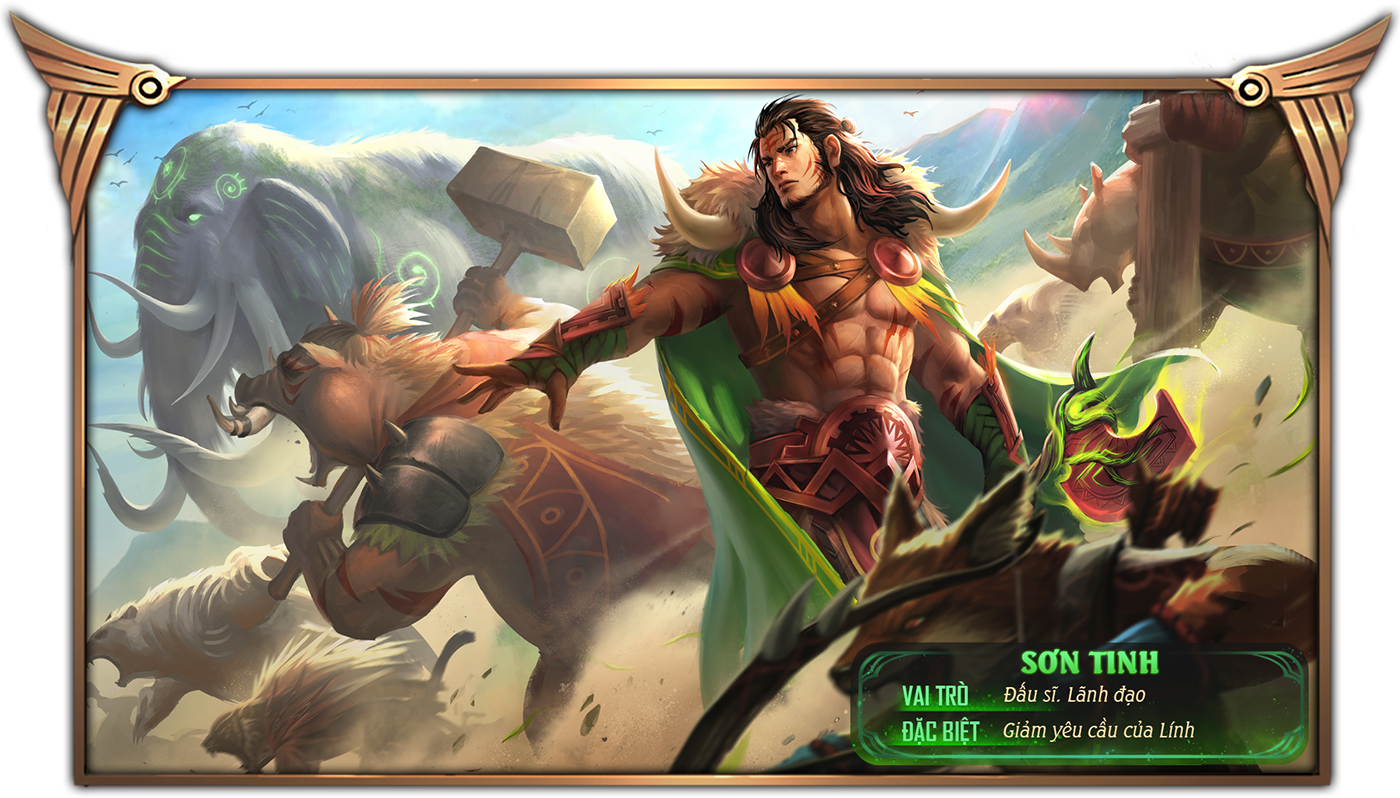 SƠN TINH
VAI TRÒ Đấu sĩ. Lãnh đạo
ĐẶC BIỆT Giảm yêu cầu của Lính